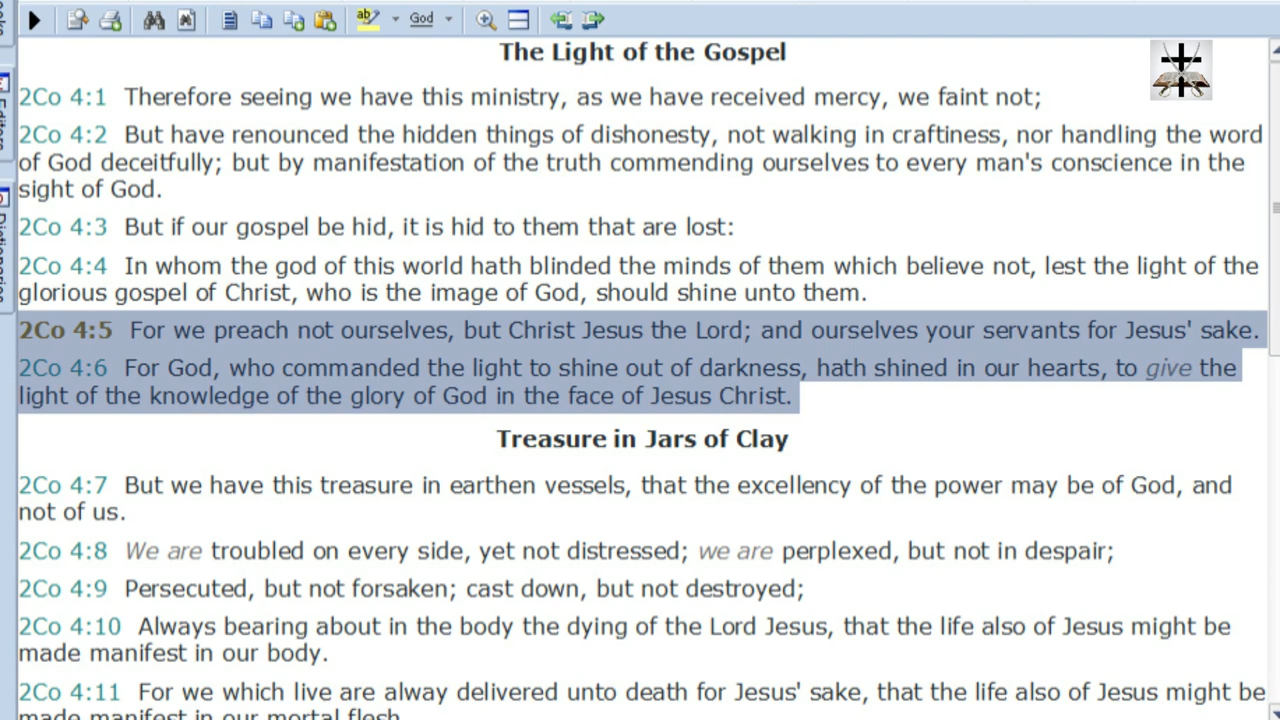 God
The Light of the Gospel
2Co 4:1 Therefore seeing we have this ministry, as we have received mercy, we faint not;
2Co 4:2 But have renounced the hidden things of dishonesty, not walking in craftiness, nor handling the word
of God deceitfully; but by manifestation of the truth commending ourselves to every man's conscience in the
sight of God.
2Co 4:3 But if our gospel be hid, it is hid to them that are lost:
2Co 4:4 In whom the god of this world hath blinded the minds of them which believe not, lest the light of the
glorious gospel of Christ, who is the image of God, should shine unto them.
2Co 4:5 For we preach not ourselves, but Christ Jesus the Lord; and ourselves your servants for Jesus' sake.
2Co 4:6 For God, who commanded the light to shine out of darkness, hath shined in our hearts, to give the
light of the knowledge of the glory of God in the face of Jesus Christ.
Treasure in Jars of Clay
2Co 4:7 But we have this treasure in earthen vessels, that the excellency of the power may be of God, and
not of us.
2Co 4:8 We are troubled on every side, yet not distressed; we are perplexed, but not in despair;
2Co 4:9 Persecuted, but not forsaken; cast down, but not destroyed;
2Co 4:10 Always bearing about in the body the dying of the Lord Jesus, that the life also of Jesus might be
made manifest in our body.
2Co 4:11 For we which live are alway delivered unto death for Jesus' sake, that the life also of Jesus might be
made manifest in our mortal flesh